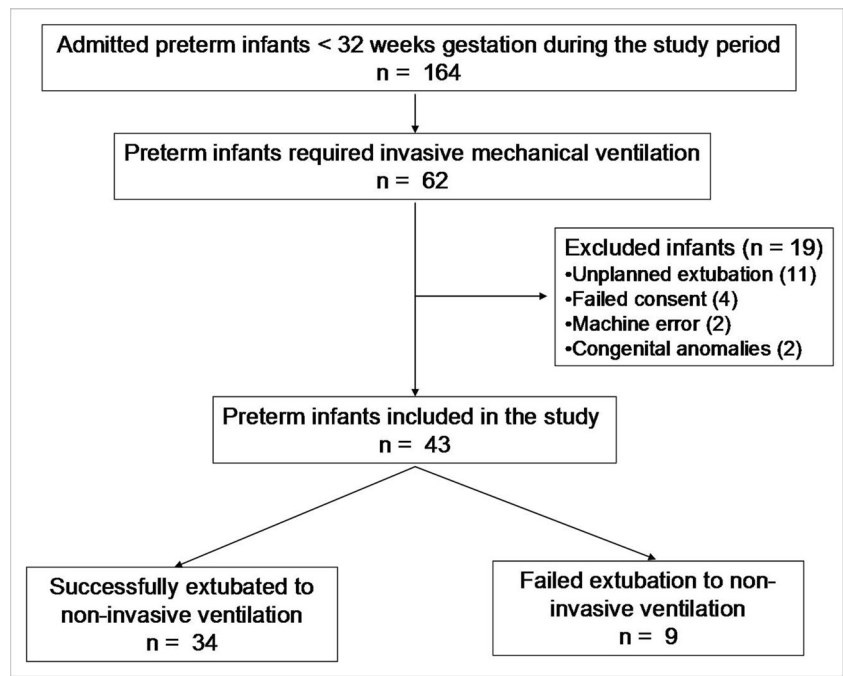 Admitted preterm infants < 32 weeks gestation during the study period
n = 164
Preterm infants required invasive mechanical ventilation
n = 62
Excluded infants (n = 19)
•Unplanned extubation (11)
•Failed consent (4)
•Machine error (2)
•Congenital anomalies (2)
Preterm infants included in the study
n = 43
Successfully extubated to
non-invasive ventilation
n = 34
Failed extubation to non-
invasive ventilation
n = 9